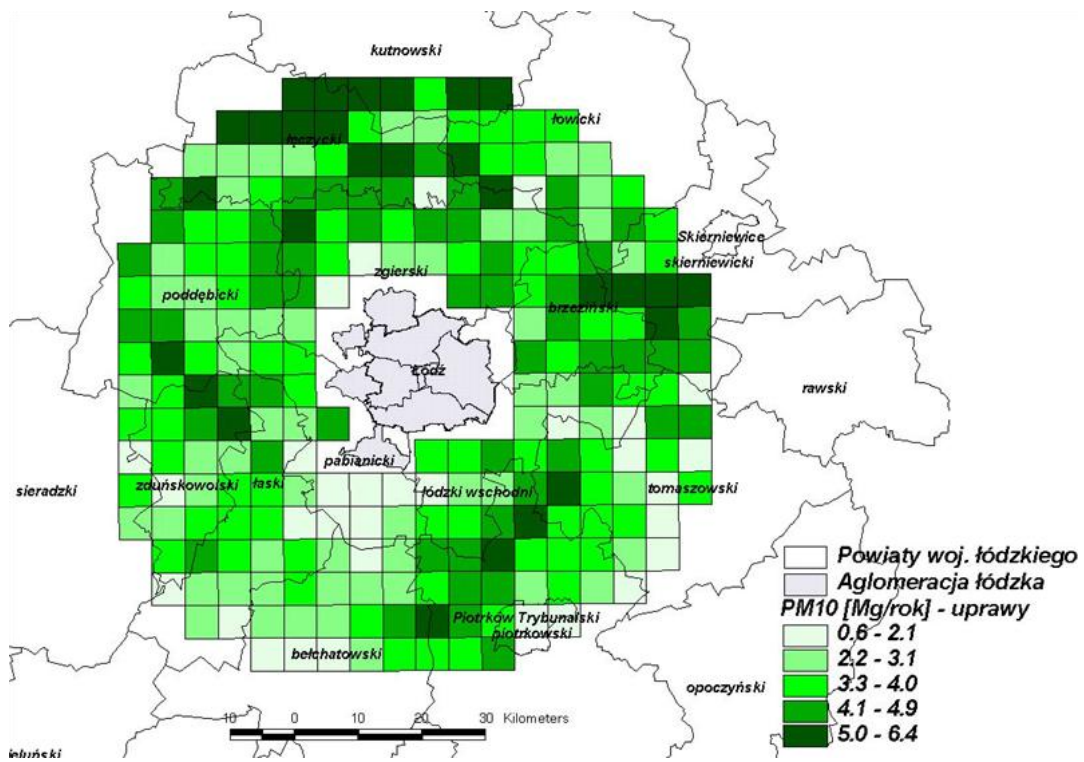 kutnowski
łowicki
łęczycki
Skierniewice
skierniewicki
zgierski
poddębicki
brzeziński
Łódź
rawski
pabianicki
sieradzki
zduńskowolski
łaski
łódzki wschodni
tomaszowski
Piotrków Trybunalski
piotrkowski
bełchatowski
opoczyński
ieluński
10 0 10 20 30 Kilometers
Powiaty woj. łódzkiego
Aglomeracja łódzka
PM10 [Mg/rok] - uprawy
0.6 - 2.1
2.2 - 3.1
3.3 - 4.0
4.1 - 4.9
5.0 - 6.4